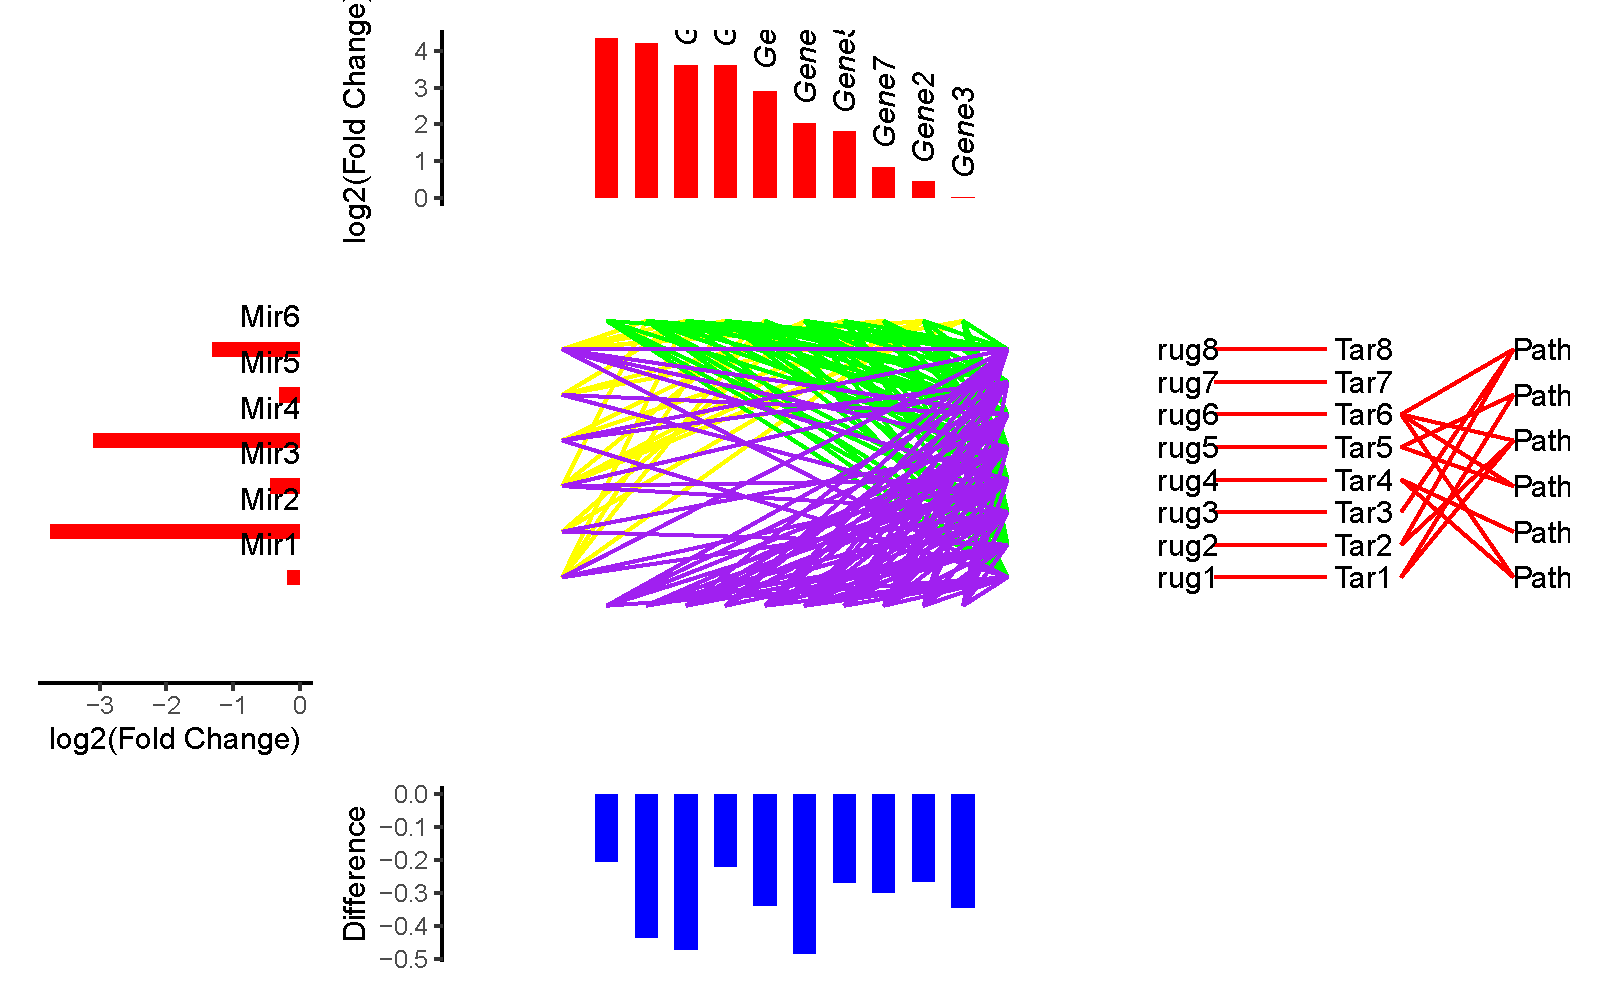 log2(Fold Change)
4
3
2
1
0
G
G
Ge
Gene
Gene
Gene7
Gene2
Gene3
Mir6
Mir5
Mir4
Mir3
Mir2
Mir1
−3 −2 −1 0
log2(Fold Change)
rug8 Tar8 Path
rug7 Tar7
rug6 Tar6 Path
rug5 Tar5 Path
rug4 Tar4 Path
rug3 Tar3
rug2 Tar2 Path
rug1 Tar1 Path
Difference
0.0
−0.1
−0.2
−0.3
−0.4
−0.5